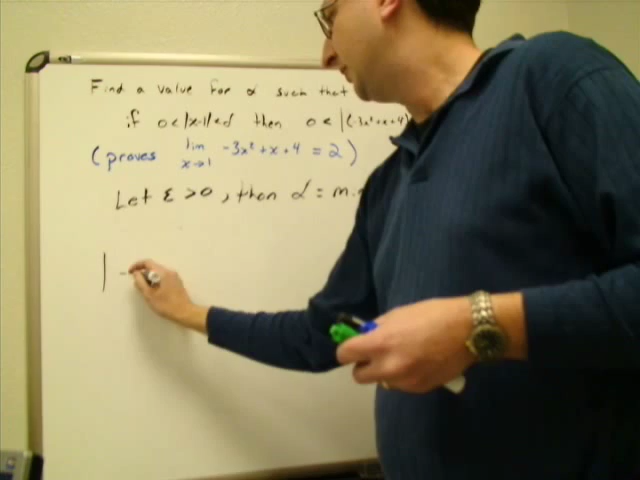 Find a value for α such that
if 0 < |x-1| < d then 0 < |(-3x²+x+4)
(proves lim x→1 -3x²+x+4 = 2)
Let ε > 0, then α = min
| -